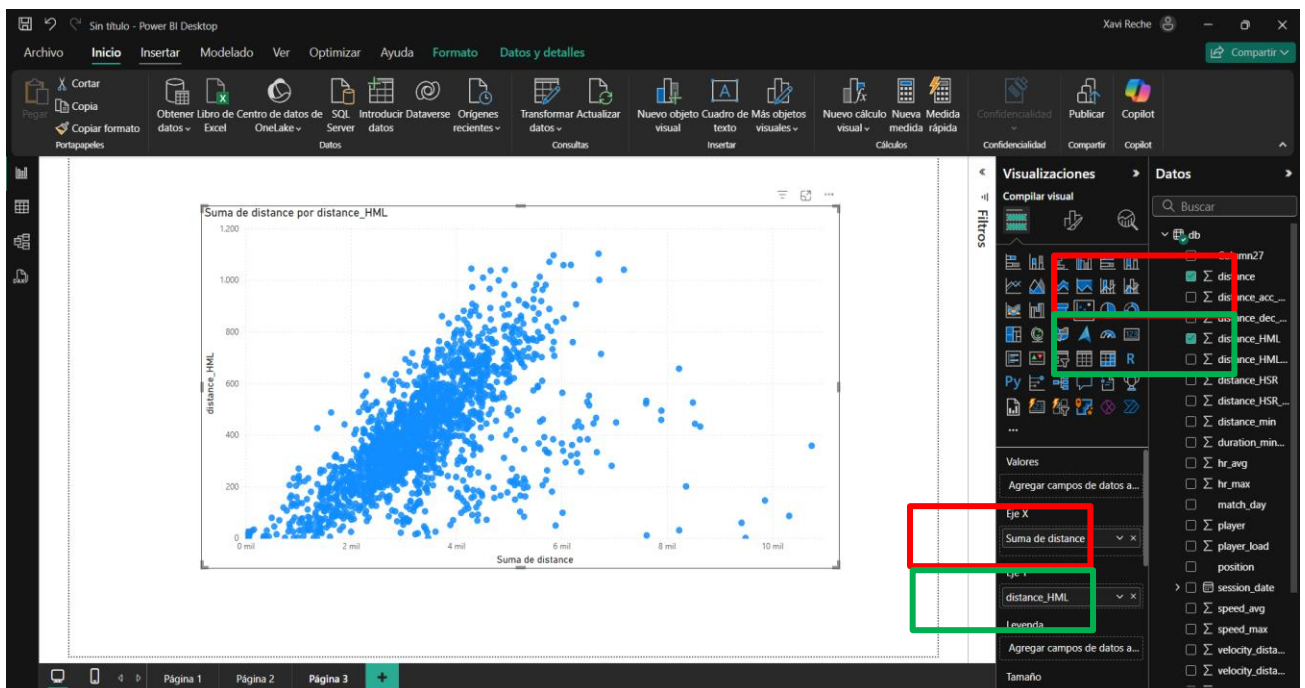 Sin título - Power BI Desktop
Xavi Reche
Archivo Inicio Insertar Modelado Ver Optimizar Ayuda Formato Datos y detalles
Compartir
Pegar
Cortar
Copia
Copiar formato
Portapapeles
Obtener datos
Libro de Excel
Centro de datos de OneLake
SQL Server
Introducir datos
Dataverse
Orígenes recientes
Datos
Transformar datos
Actualizar
Consultas
Nuevo objeto visual
Cuadro de texto
Más objetos visuales
Insertar
Nuevo cálculo visual
Nueva medida
Medida rápida
Cálculos
Confidencialidad
Confidencialidad
Publicar
Compartir
Copilot
Copilot
Suma de distance por distance_HML
1.200
1.000
800
600
400
200
0
distance_HML
0 mil 2 mil 4 mil 6 mil 8 mil 10 mil
Suma de distance
Filtros
Visualizaciones
Compilar visual
123
R
Py
...
Valores
Agregar campos de datos a...
Eje X
Suma de distance
Eje Y
distance_HML
Leyenda
Agregar campos de datos a...
Tamaño
Datos
Buscar
db
Column27
distance
distance_acc_...
distance_dec_...
distance_HML
distance_HML...
distance_HSR
distance_HSR_...
distance_min
duration_min...
hr_avg
hr_max
match_day
player
player_load
position
session_date
speed_avg
speed_max
velocity_dista...
velocity_dista...
Página 1 Página 2 Página 3 +